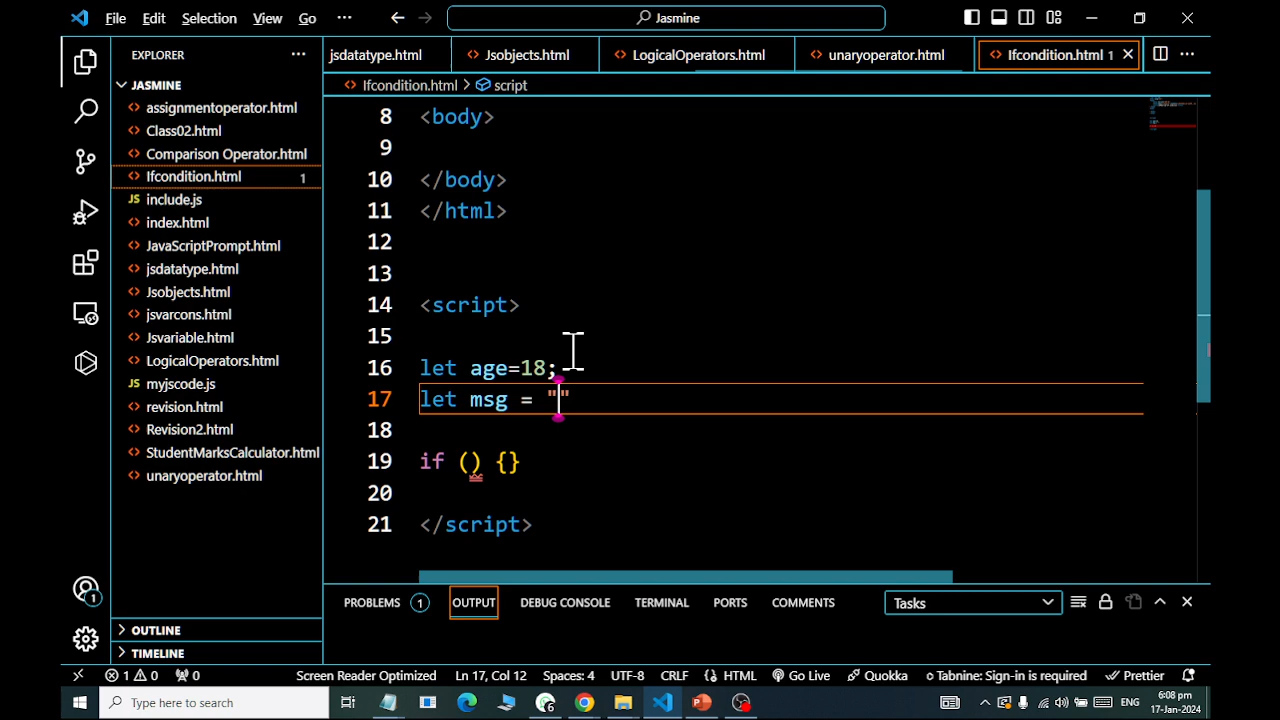 File Edit Selection View Go ··· Jasmine
EXPLORER ···
jsdatatype.html Jsobjects.html LogicalOperators.html unaryoperator.html Ifcondition.html 1
JASMINE
Ifcondition.html > script
assignmentoperator.html
Class02.html
Comparison Operator.html
Ifcondition.html 1
JS include.js
index.html
JavaScriptPrompt.html
jsdatatype.html
Jsobjects.html
jsvarcons.html
Jsvariable.html
LogicalOperators.html
JS myjscode.js
revision.html
Revision2.html
StudentMarksCalculator.html
unaryoperator.html
OUTLINE
TIMELINE
8 <body>
9
10 </body>
11 </html>
12
13
14 <script>
15
16 let age=18;
17 let msg = ""
18
19 if () {}
20
21 </script>
PROBLEMS 1 OUTPUT DEBUG CONSOLE TERMINAL PORTS COMMENTS Tasks
1
1 0 0 Screen Reader Optimized Ln 17, Col 12 Spaces: 4 UTF-8 CRLF HTML Go Live Quokka Tabnine: Sign-in is required Prettier
Type here to search ENG 6:08 pm
17-Jan-2024